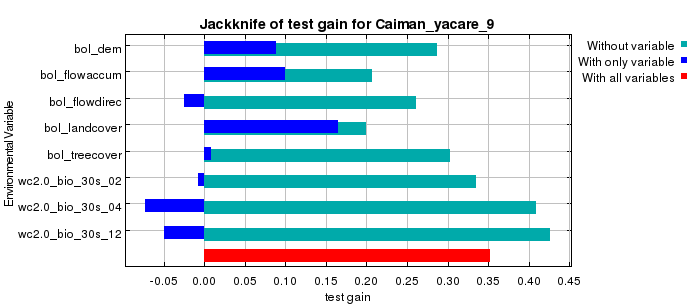 Jackknife of test gain for Caiman_yacare_9
Environmental Variable
bol_dem
bol_flowaccum
bol_flowdirec
bol_landcover
bol_treecover
wc2.0_bio_30s_02
wc2.0_bio_30s_04
wc2.0_bio_30s_12
-0.05 0.00 0.05 0.10 0.15 0.20 0.25 0.30 0.35 0.40 0.45
test gain
Without variable
With only variable
With all variables